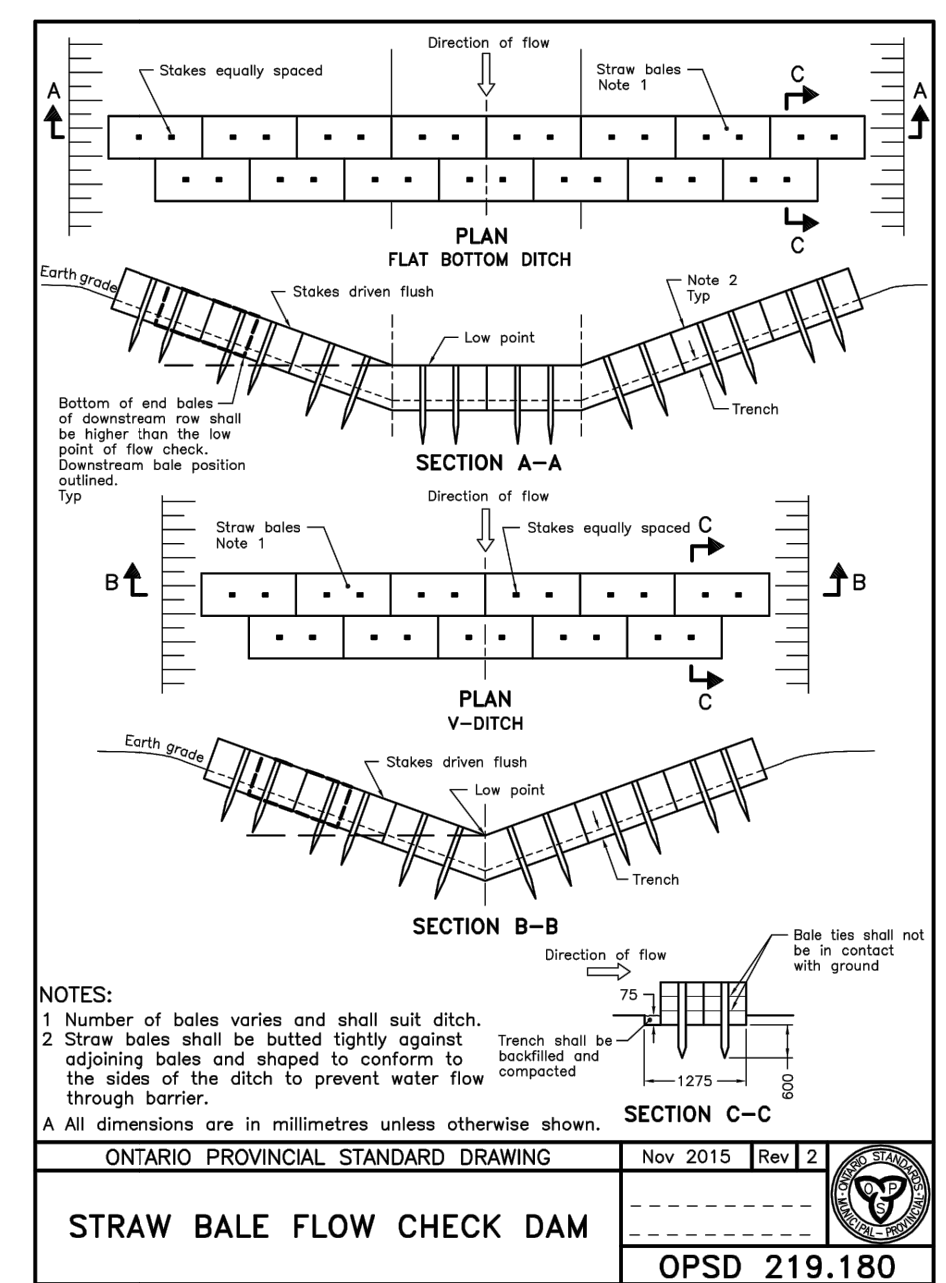 Direction of flow
Stakes equally spaced
Straw bales
Note 1
C
A
A
C
PLAN
FLAT BOTTOM DITCH
Earth grade
Stakes driven flush
Note 2
Typ
Low point
Trench
Bottom of end bales
of downstream row shall
be higher than the low
point of flow check.
Downstream bale position
outlined.
Typ
SECTION A-A
Direction of flow
Straw bales
Note 1
Stakes equally spaced
C
B
B
C
PLAN
V-DITCH
Earth grade
Stakes driven flush
Low point
Trench
SECTION B-B
Direction of flow
Bale ties shall not
be in contact
with ground
75
Trench shall be
backfilled and
compacted
1275
600
SECTION C-C
NOTES:
1 Number of bales varies and shall suit ditch.
2 Straw bales shall be butted tightly against
adjoining bales and shaped to conform to
the sides of the ditch to prevent water flow
through barrier.
A All dimensions are in millimetres unless otherwise shown.
ONTARIO PROVINCIAL STANDARD DRAWING
Nov 2015 Rev 2
STRAW BALE FLOW CHECK DAM
ONTARIO STANDARDS
MUNICIPAL-PROVINCIAL
O P
S
OPSD 219.180